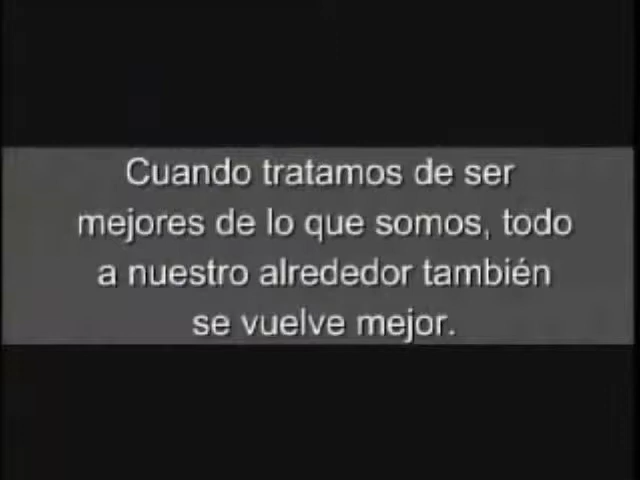 Cuando tratamos de ser
mejores de lo que somos, todo
a nuestro alrededor también
se vuelve mejor.